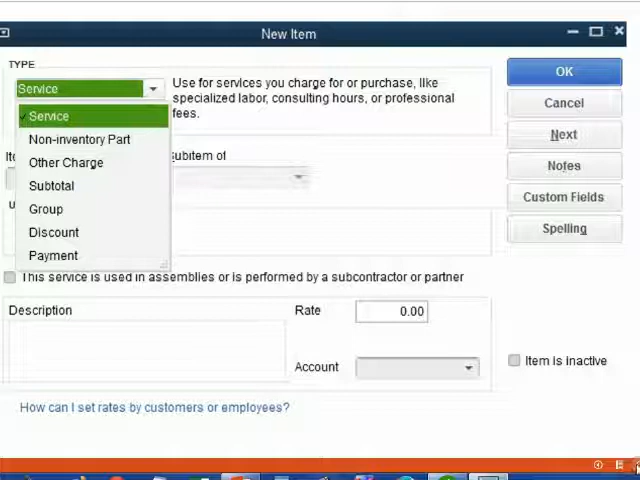 New Item
TYPE
Service
Use for services you charge for or purchase, like
specialized labor, consulting hours, or professional
fees.
Service
Non-inventory Part
Other Charge
Subtotal
Group
Discount
Payment
Subitem of
This service is used in assemblies or is performed by a subcontractor or partner
Description
Rate
0.00
Account
How can I set rates by customers or employees?
OK
Cancel
Next
Notes
Custom Fields
Spelling
Item is inactive